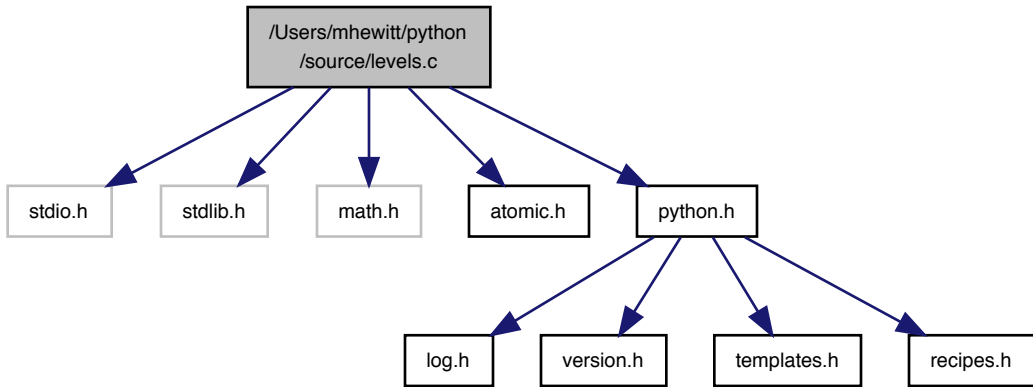 /Users/mhewitt/python
/source/levels.c
stdio.h
stdlib.h
math.h
atomic.h
python.h
log.h
version.h
templates.h
recipes.h